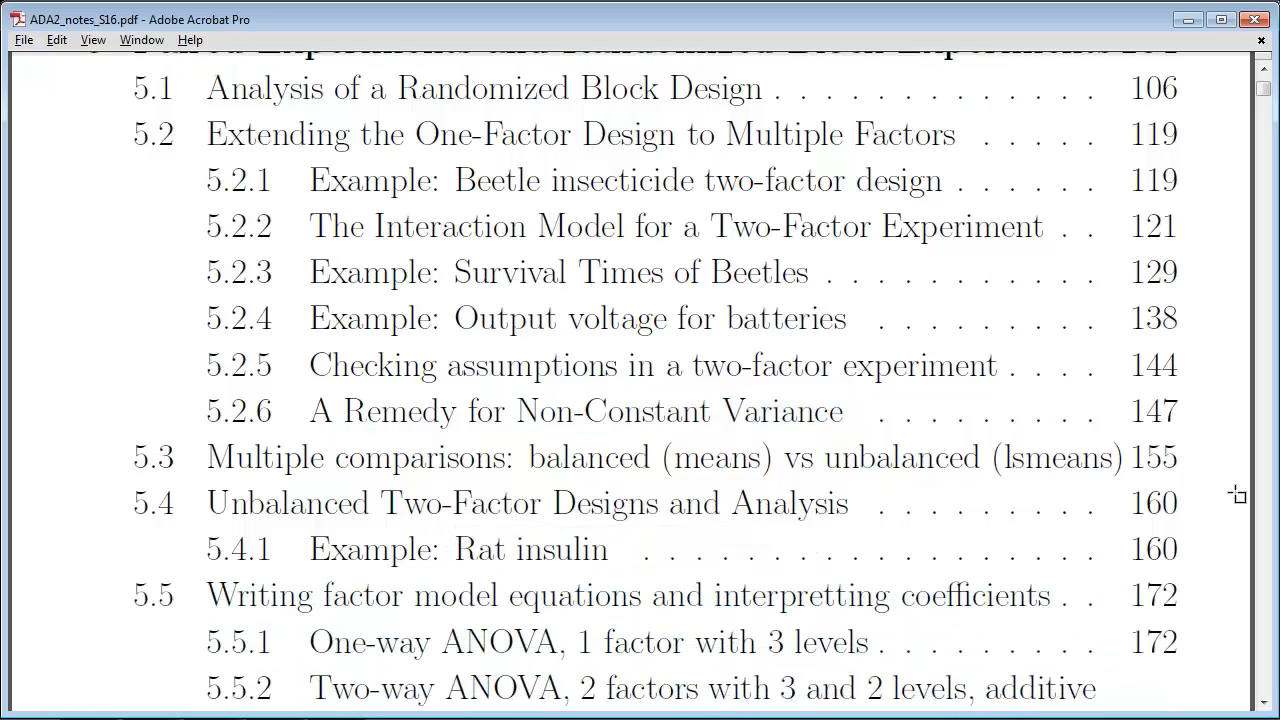 ADA2_notes_S16.pdf - Adobe Acrobat Pro
File Edit View Window Help
5.1 Analysis of a Randomized Block Design . . . . . . . . . . . . . 106
5.2 Extending the One-Factor Design to Multiple Factors . . . . . 119
5.2.1 Example: Beetle insecticide two-factor design . . . . . . 119
5.2.2 The Interaction Model for a Two-Factor Experiment . . 121
5.2.3 Example: Survival Times of Beetles . . . . . . . . . . . 129
5.2.4 Example: Output voltage for batteries . . . . . . . . . 138
5.2.5 Checking assumptions in a two-factor experiment . . . . 144
5.2.6 A Remedy for Non-Constant Variance . . . . . . . . . 147
5.3 Multiple comparisons: balanced (means) vs unbalanced (lsmeans) 155
5.4 Unbalanced Two-Factor Designs and Analysis . . . . . . . . . 160
5.4.1 Example: Rat insulin . . . . . . . . . . . . . . . . . . 160
5.5 Writing factor model equations and interpretting coefficients . . 172
5.5.1 One-way ANOVA, 1 factor with 3 levels . . . . . . . . . 172
5.5.2 Two-way ANOVA, 2 factors with 3 and 2 levels, additive